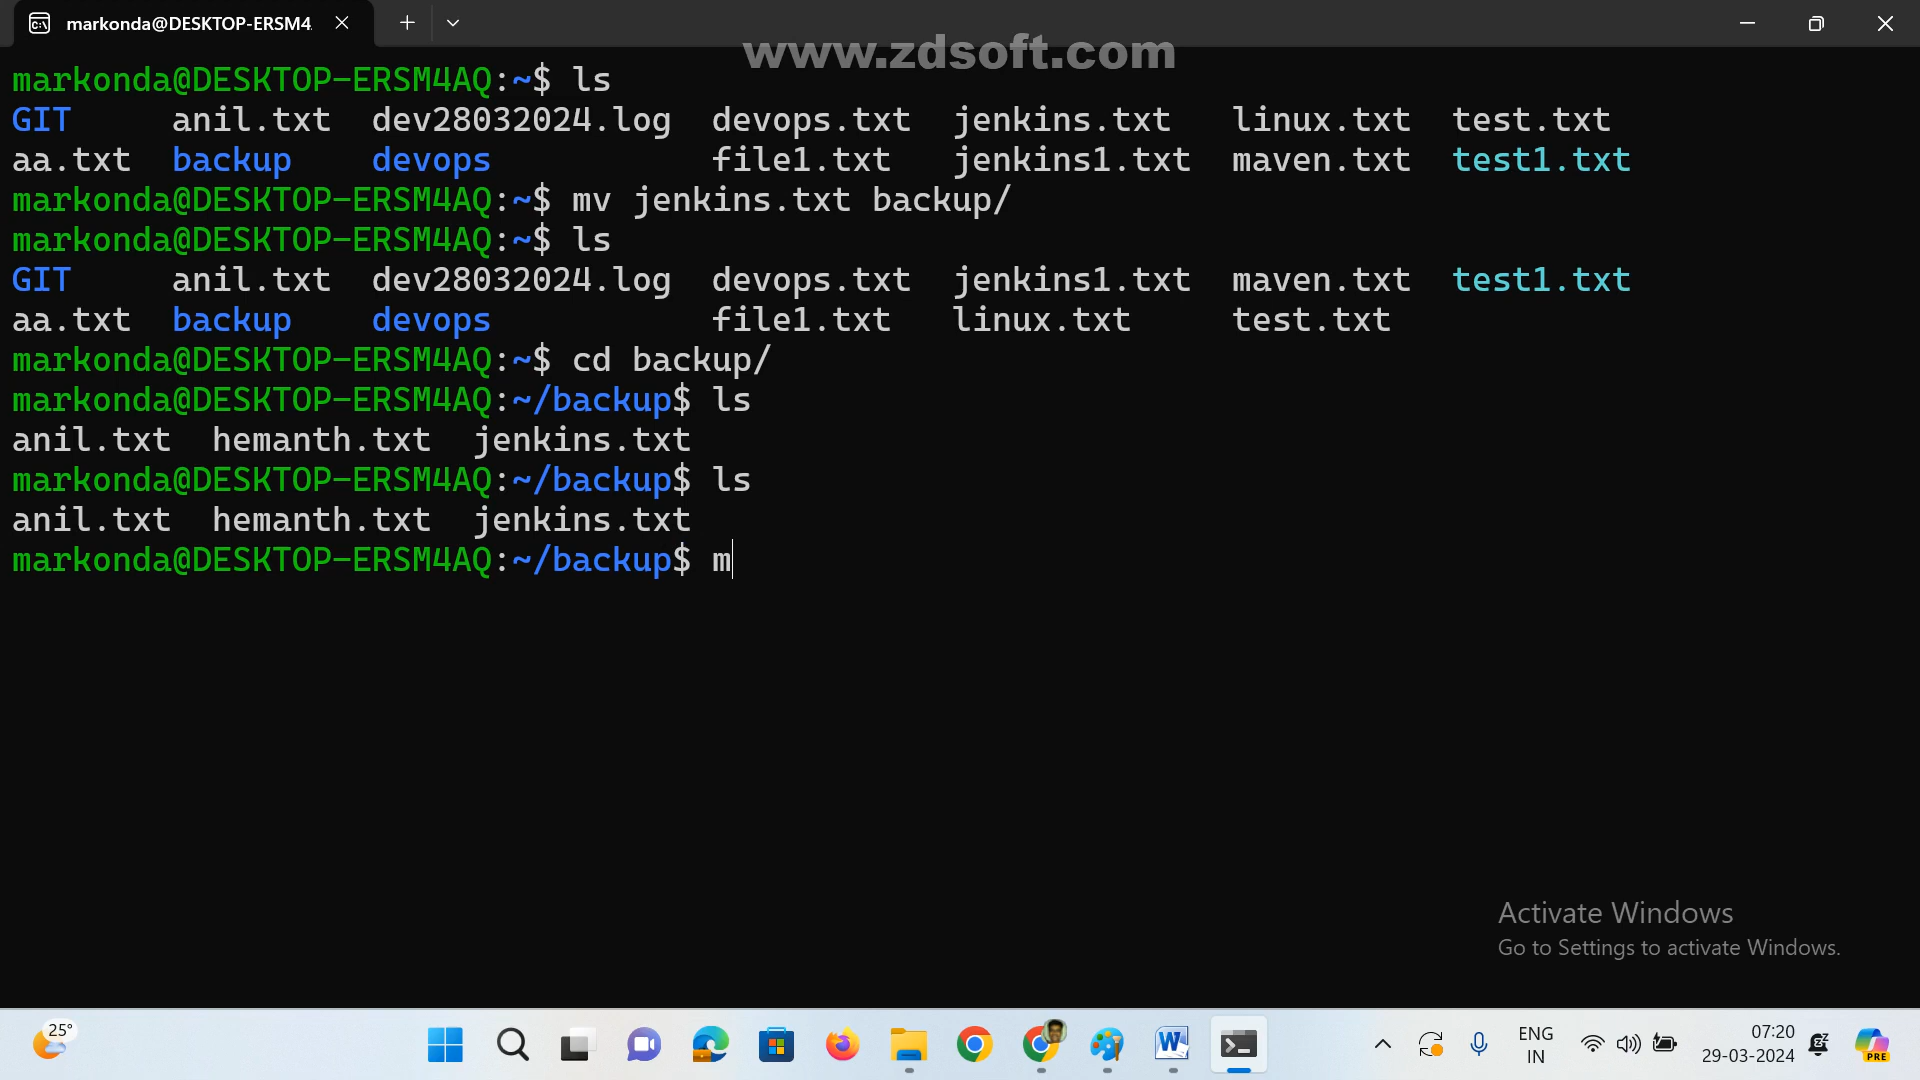 markonda@DESKTOP-ERSM4
www.zdsoft.com
markonda@DESKTOP-ERSM4AQ:~$ ls
GIT anil.txt dev28032024.log devops.txt jenkins.txt linux.txt test.txt
aa.txt backup devops file1.txt jenkins1.txt maven.txt test1.txt
markonda@DESKTOP-ERSM4AQ:~$ mv jenkins.txt backup/
markonda@DESKTOP-ERSM4AQ:~$ ls
GIT anil.txt dev28032024.log devops.txt jenkins1.txt maven.txt test1.txt
aa.txt backup devops file1.txt linux.txt test.txt
markonda@DESKTOP-ERSM4AQ:~$ cd backup/
markonda@DESKTOP-ERSM4AQ:~/backup$ ls
anil.txt hemanth.txt jenkins.txt
markonda@DESKTOP-ERSM4AQ:~/backup$ ls
anil.txt hemanth.txt jenkins.txt
markonda@DESKTOP-ERSM4AQ:~/backup$ m
Activate Windows
Go to Settings to activate Windows.
25°
ENG
IN
07:20
29-03-2024
PRE